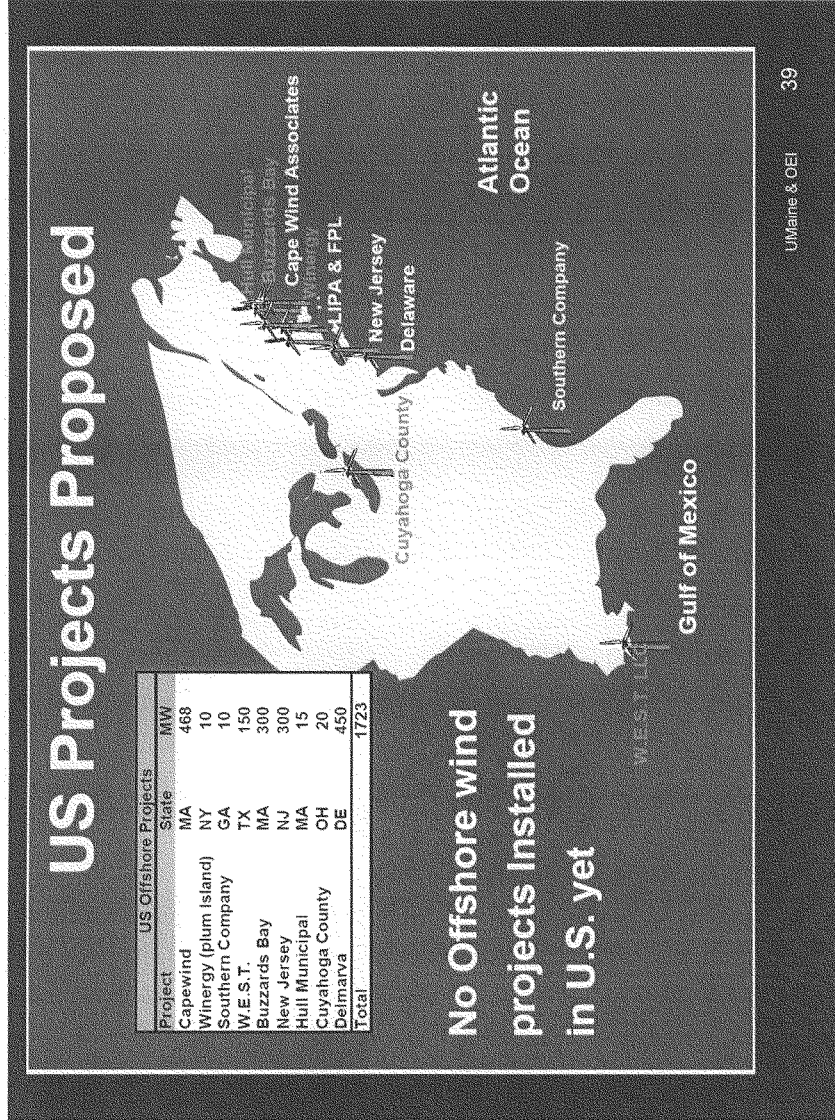 US Projects Proposed
US Offshore Projects
Project State MW
Capewind MA 468
Winergy (plum Island) NY 10
Southern Company GA 10
W.E.S.T. TX 150
Buzzards Bay MA 300
New Jersey NJ 300
Hull Municipal MA 15
Cuyahoga County OH 20
Delmarva DE 450
Total 1723
Hull Municipal
Buzzards Bay
Cape Wind Associates
Winergy
LIPA & FPL
New Jersey
Delaware
Cuyahoga County
Atlantic
Ocean
Southern Company
No Offshore wind
projects Installed
in U.S. yet
W.E.S.T. LLC
Gulf of Mexico
UMaine & OEI 39